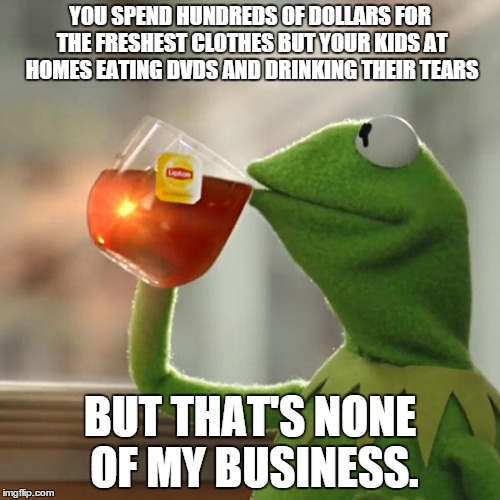 YOU SPEND HUNDREDS OF DOLLARS FOR
THE FRESHEST CLOTHES BUT YOUR KIDS AT
HOMES EATING DVDS AND DRINKING THEIR TEARS
Lipton
BUT THAT'S NONE
OF MY BUSINESS.
imgflip.com